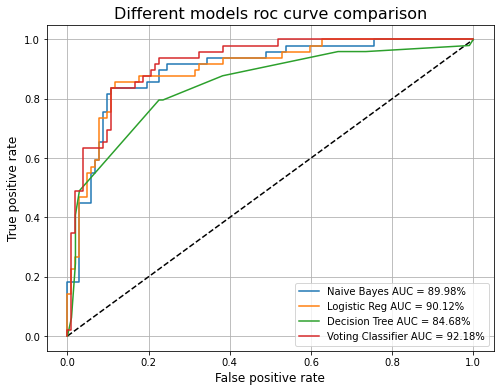 Different models roc curve comparison
True positive rate
1.0
0.8
0.6
0.4
0.2
0.0
Naive Bayes AUC = 89.98%
Logistic Reg AUC = 90.12%
Decision Tree AUC = 84.68%
Voting Classifier AUC = 92.18%
0.0 0.2 0.4 0.6 0.8 1.0
False positive rate